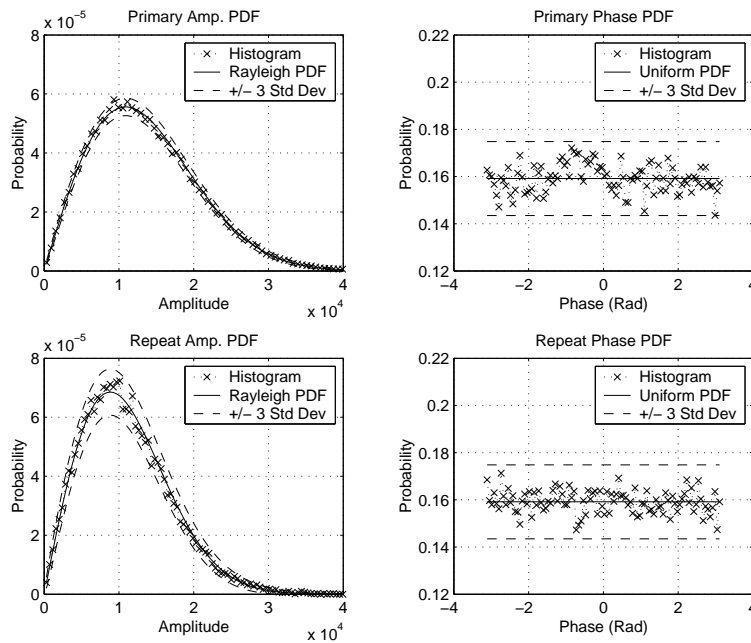 Primary Amp. PDF
x 10⁻⁵
8
6
4
2
0
Probability
Histogram
Rayleigh PDF
+/− 3 Std Dev
0 1 2 3 4
x 10⁴
Amplitude
Primary Phase PDF
0.22
0.2
0.18
0.16
0.14
0.12
Probability
Histogram
Uniform PDF
+/− 3 Std Dev
−4 −2 0 2 4
Phase (Rad)
Repeat Amp. PDF
x 10⁻⁵
8
6
4
2
0
Probability
Histogram
Rayleigh PDF
+/− 3 Std Dev
0 1 2 3 4
x 10⁴
Amplitude
Repeat Phase PDF
0.22
0.2
0.18
0.16
0.14
0.12
Probability
Histogram
Uniform PDF
+/− 3 Std Dev
−4 −2 0 2 4
Phase (Rad)